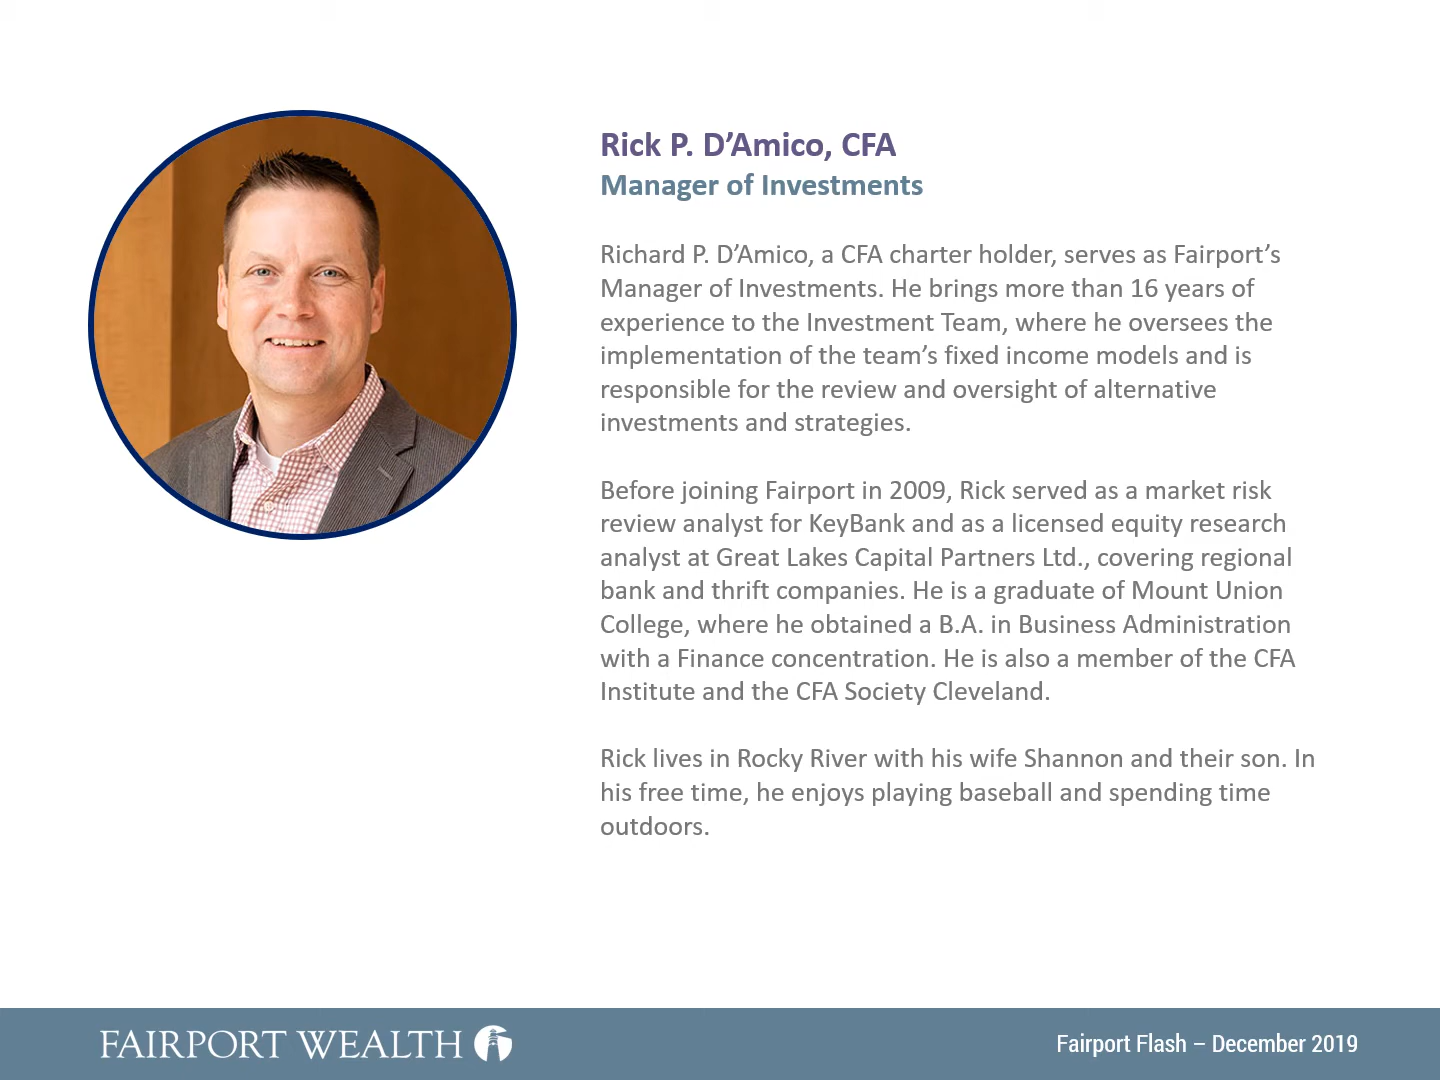 Rick P. D’Amico, CFA
Manager of Investments
Richard P. D’Amico, a CFA charter holder, serves as Fairport’s
Manager of Investments. He brings more than 16 years of
experience to the Investment Team, where he oversees the
implementation of the team’s fixed income models and is
responsible for the review and oversight of alternative
investments and strategies.
Before joining Fairport in 2009, Rick served as a market risk
review analyst for KeyBank and as a licensed equity research
analyst at Great Lakes Capital Partners Ltd., covering regional
bank and thrift companies. He is a graduate of Mount Union
College, where he obtained a B.A. in Business Administration
with a Finance concentration. He is also a member of the CFA
Institute and the CFA Society Cleveland.
Rick lives in Rocky River with his wife Shannon and their son. In
his free time, he enjoys playing baseball and spending time
outdoors.
FAIRPORT WEALTH
Fairport Flash – December 2019